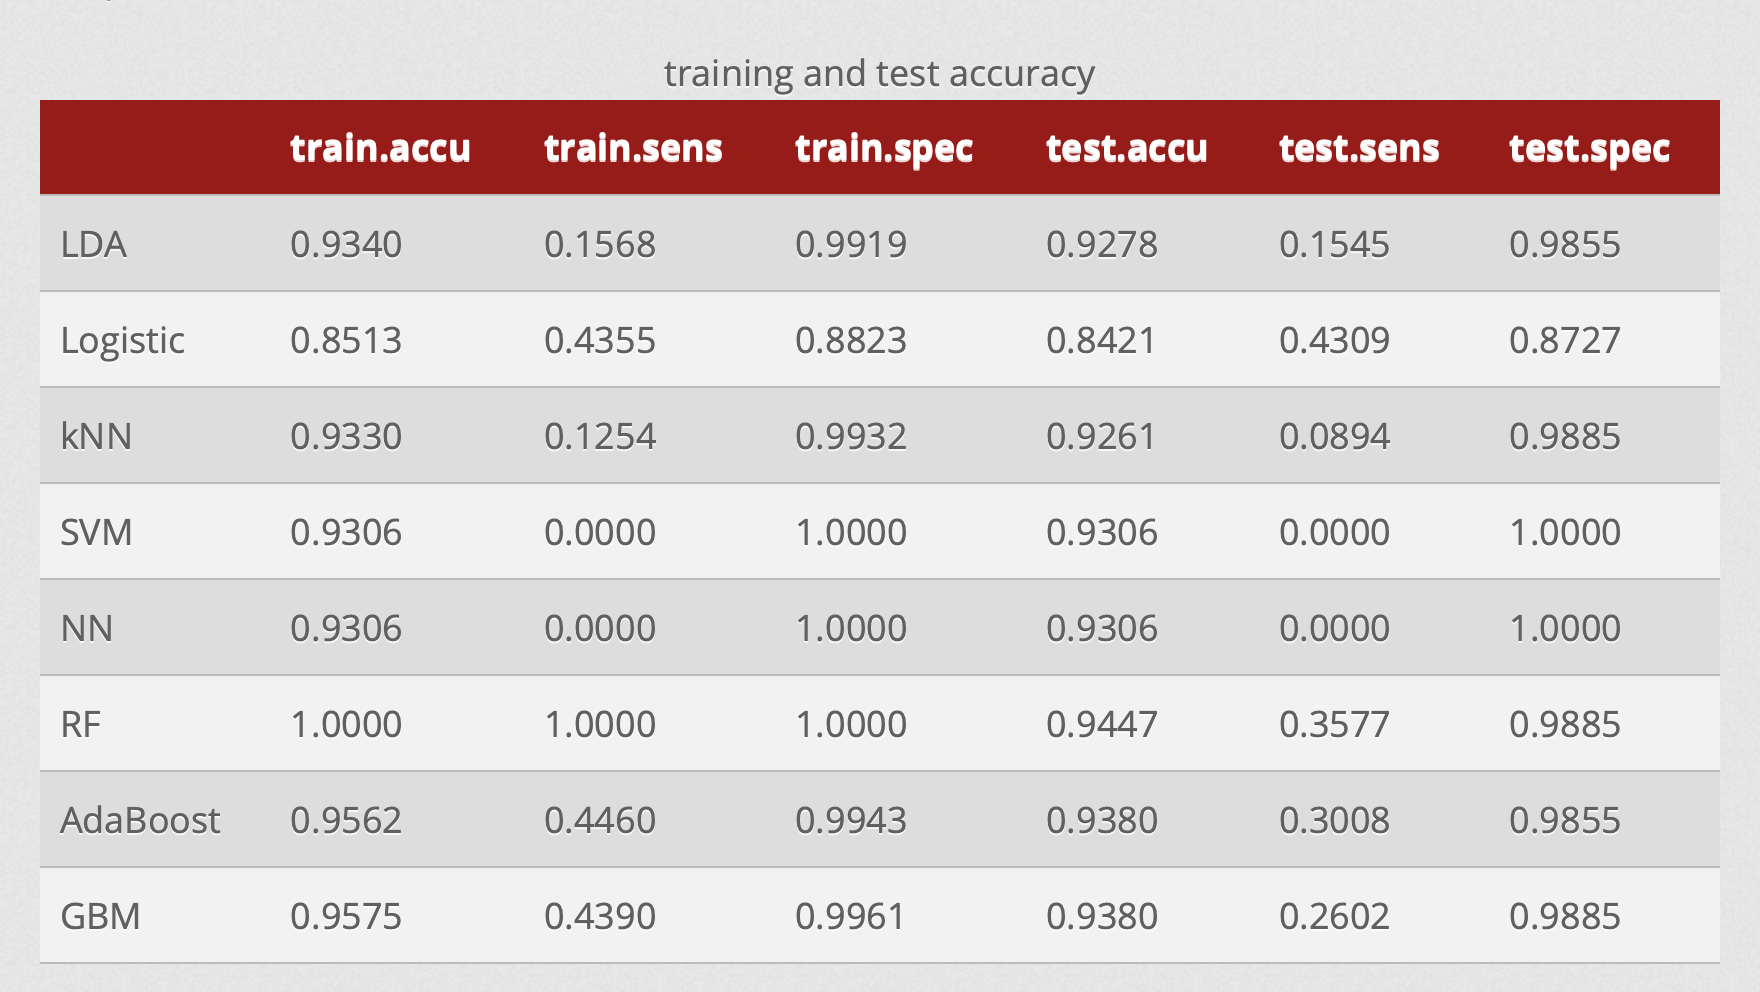 training and test accuracy
train.accu train.sens train.spec test.accu test.sens test.spec
LDA 0.9340 0.1568 0.9919 0.9278 0.1545 0.9855
Logistic 0.8513 0.4355 0.8823 0.8421 0.4309 0.8727
kNN 0.9330 0.1254 0.9932 0.9261 0.0894 0.9885
SVM 0.9306 0.0000 1.0000 0.9306 0.0000 1.0000
NN 0.9306 0.0000 1.0000 0.9306 0.0000 1.0000
RF 1.0000 1.0000 1.0000 0.9447 0.3577 0.9885
AdaBoost 0.9562 0.4460 0.9943 0.9380 0.3008 0.9855
GBM 0.9575 0.4390 0.9961 0.9380 0.2602 0.9885